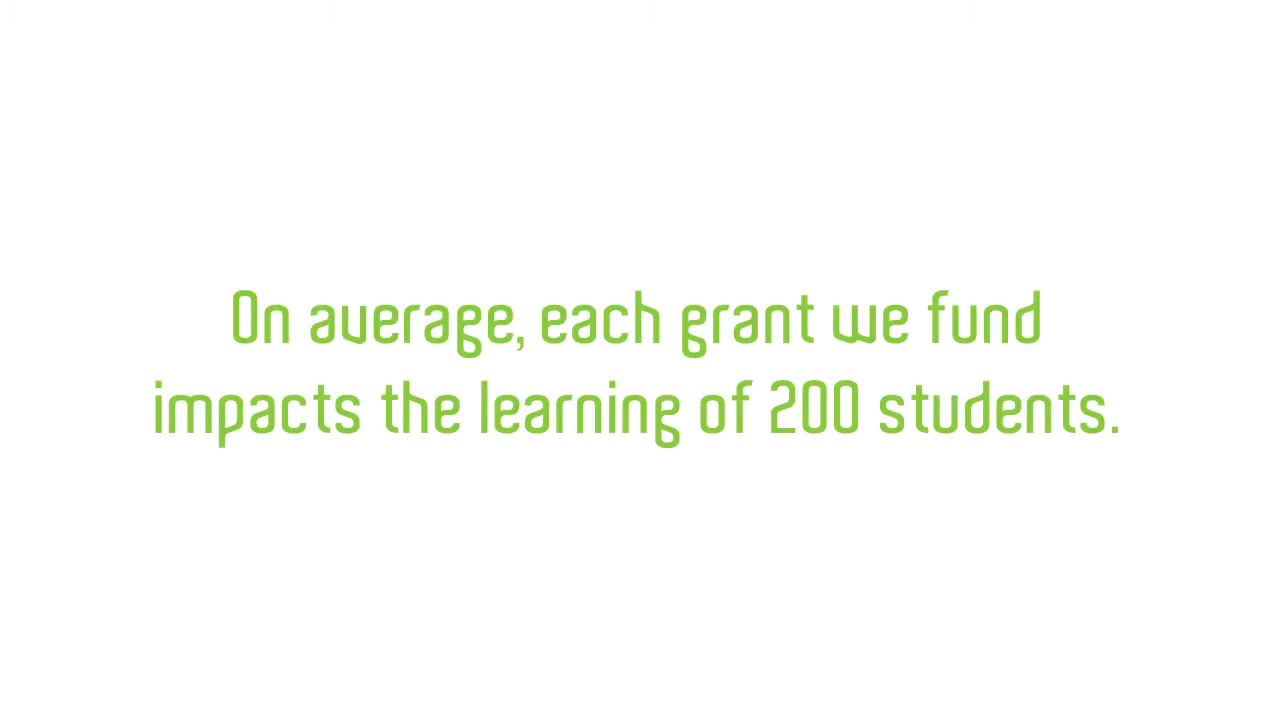 On average, each grant we fund
impacts the learning of 200 students.